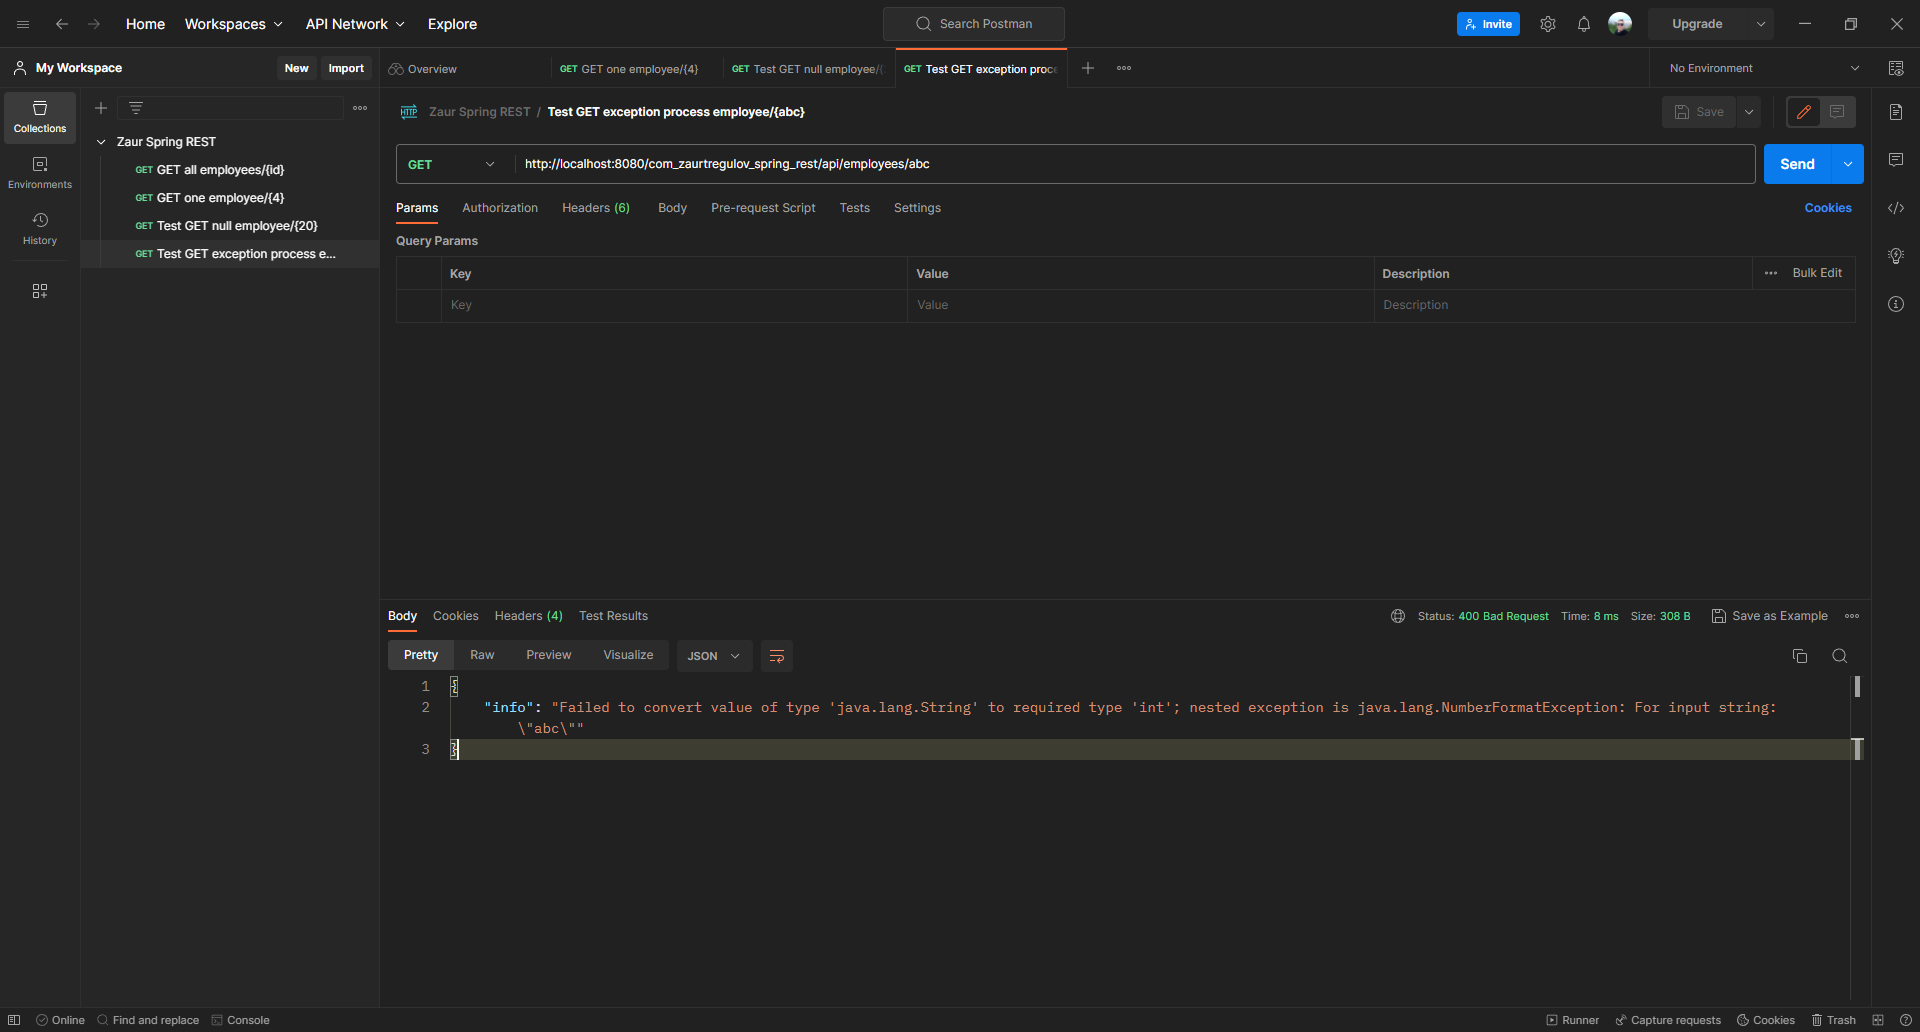 Home
Workspaces
API Network
Explore
Search Postman
Invite
Upgrade
My Workspace
New
Import
Overview
GET GET one employee/{4}
GET Test GET null employee/{
GET Test GET exception proce
No Environment
Collections
Environments
History
Zaur Spring REST
GET GET all employees/{id}
GET GET one employee/{4}
GET Test GET null employee/{20}
GET Test GET exception process e...
HTTP Zaur Spring REST / Test GET exception process employee/{abc}
Save
GET
http://localhost:8080/com_zaurtregulov_spring_rest/api/employees/abc
Send
Params
Authorization
Headers (6)
Body
Pre-request Script
Tests
Settings
Cookies
Query Params
Key
Value
Description
Bulk Edit
Key
Value
Description
Body
Cookies
Headers (4)
Test Results
Status: 400 Bad Request
Time: 8 ms
Size: 308 B
Save as Example
Pretty
Raw
Preview
Visualize
JSON
1 {
2 "info": "Failed to convert value of type 'java.lang.String' to required type 'int'; nested exception is java.lang.NumberFormatException: For input string:
\"abc\""
3 }
Online
Find and replace
Console
Runner
Capture requests
Cookies
Trash